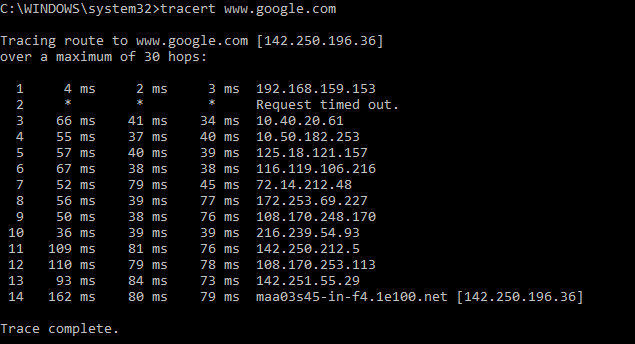 C:\WINDOWS\system32>tracert www.google.com
Tracing route to www.google.com [142.250.196.36]
over a maximum of 30 hops:
1 4 ms 2 ms 3 ms 192.168.159.153
2 * * * Request timed out.
3 66 ms 41 ms 34 ms 10.40.20.61
4 55 ms 37 ms 40 ms 10.50.182.253
5 57 ms 40 ms 39 ms 125.18.121.157
6 67 ms 38 ms 38 ms 116.119.106.216
7 52 ms 79 ms 45 ms 72.14.212.48
8 56 ms 39 ms 77 ms 172.253.69.227
9 50 ms 38 ms 76 ms 108.170.248.170
10 36 ms 39 ms 39 ms 216.239.54.93
11 109 ms 81 ms 76 ms 142.250.212.5
12 110 ms 79 ms 78 ms 108.170.253.113
13 93 ms 84 ms 73 ms 142.251.55.29
14 162 ms 80 ms 79 ms maa03s45-in-f4.1e100.net [142.250.196.36]
Trace complete.